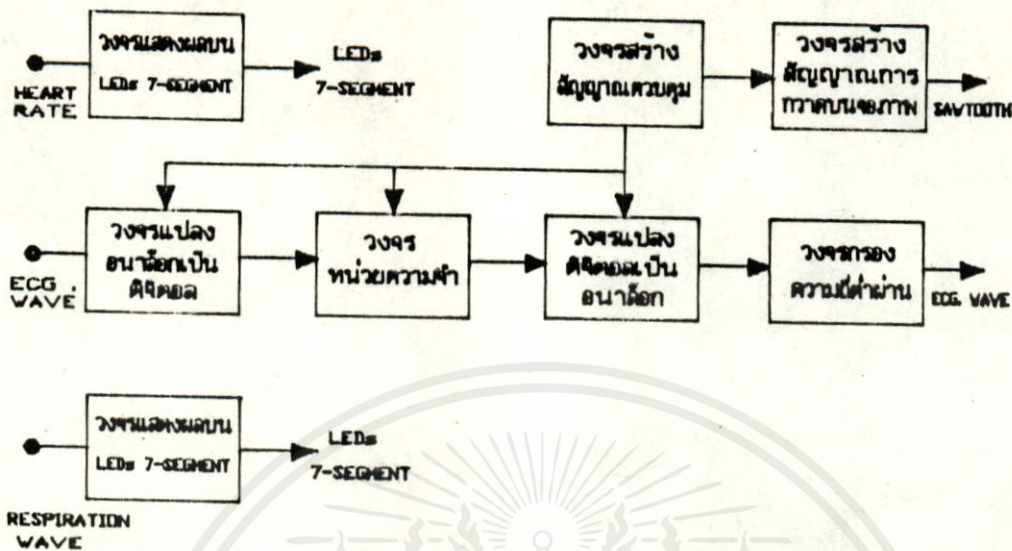 วงจรแสดงผลบน
LEDs 7-SEGMENT
HEART
RATE
LEDs
7-SEGMENT
วงจรสร้าง
สัญญาณควบคุม
วงจรสร้าง
สัญญาณการ
กวาดบนจอภาพ
SAWTOOTH
ECG.
WAVE
วงจรแปลง
อนาล็อกเป็น
ดิจิตอล
วงจร
หน่วยความจำ
วงจรแปลง
ดิจิตอลเป็น
อนาล็อก
วงจรกรอง
ความถี่ต่ำผ่าน
ECG. WAVE
วงจรแสดงผลบน
LEDs 7-SEGMENT
RESPIRATION
WAVE
LEDs
7-SEGMENT